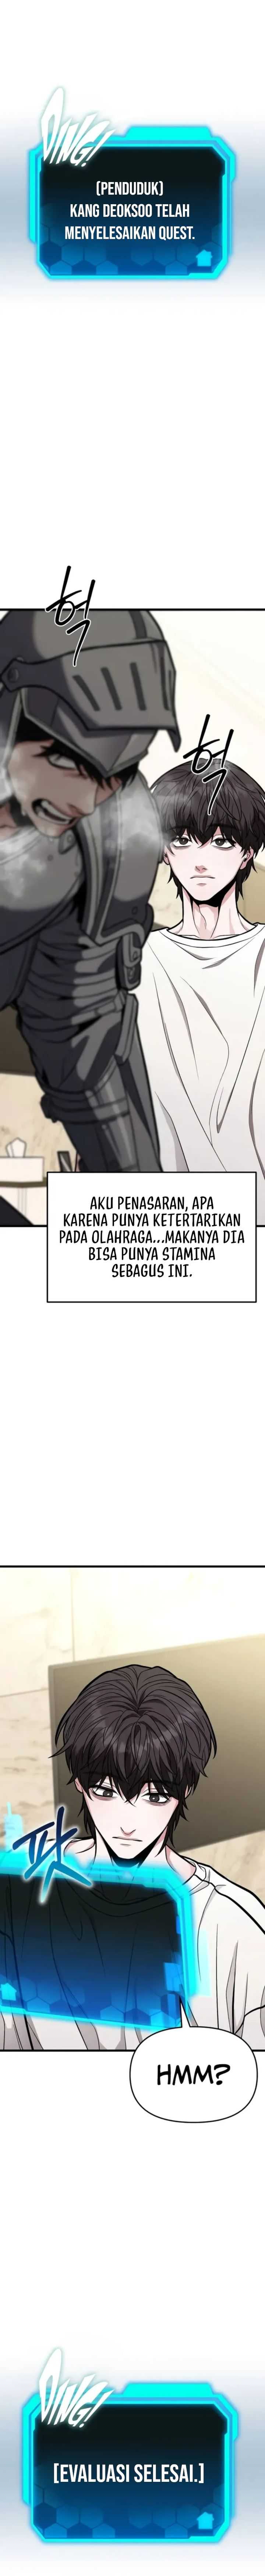 DING!
(PENDUDUK)
KANG DEOKSOO TELAH
MENYELESAIKAN QUEST.
헉
헉
AKU PENASARAN, APA
KARENA PUNYA KETERTARIKAN
PADA OLAHRAGA...MAKANYA DIA
BISA PUNYA STAMINA
SEBAGUS INI.
팟
HMM?
DING!
[EVALUASI SELESAI.]